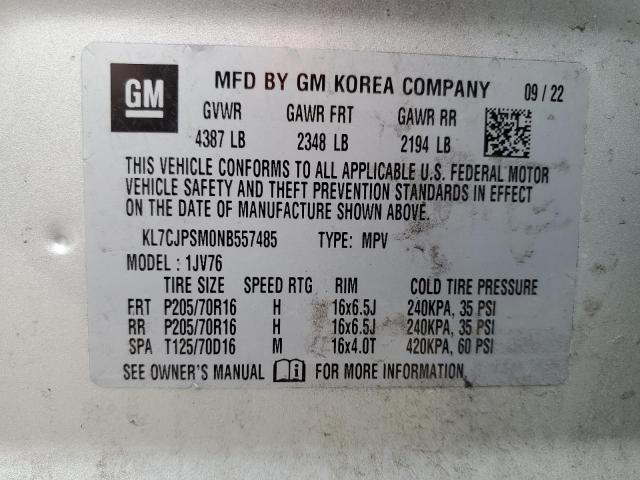 GM MFD BY GM KOREA COMPANY 09 / 22
GVWR GAWR FRT GAWR RR
4387 LB 2348 LB 2194 LB
THIS VEHICLE CONFORMS TO ALL APPLICABLE U.S. FEDERAL MOTOR
VEHICLE SAFETY AND THEFT PREVENTION STANDARDS IN EFFECT
ON THE DATE OF MANUFACTURE SHOWN ABOVE.
KL7CJPSM0NB557485 TYPE: MPV
MODEL : 1JV76
TIRE SIZE SPEED RTG RIM COLD TIRE PRESSURE
FRT P205/70R16 H 16x6.5J 240KPA, 35 PSI
RR P205/70R16 H 16x6.5J 240KPA, 35 PSI
SPA T125/70D16 M 16x4.0T 420KPA, 60 PSI
SEE OWNER'S MANUAL i FOR MORE INFORMATION.